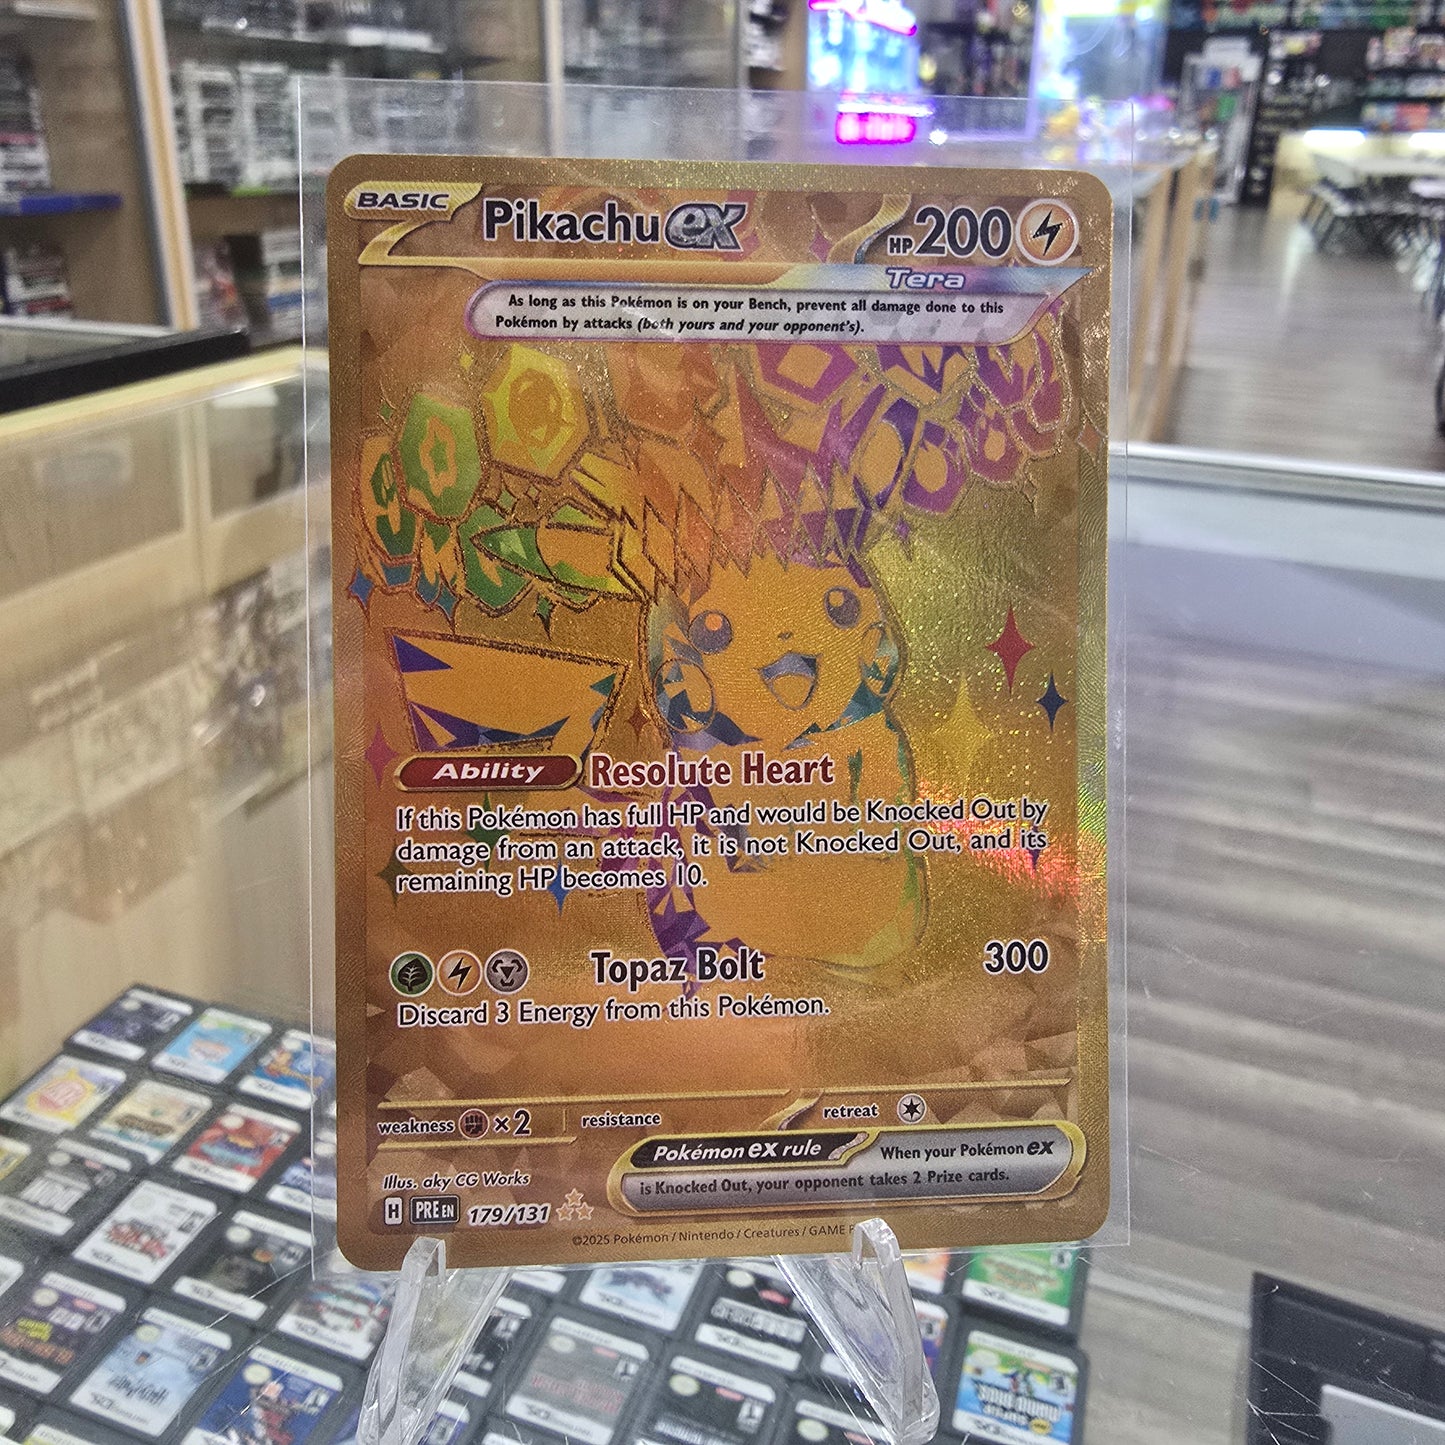 BASIC
Pikachu ex
HP 200
Tera
As long as this Pokémon is on your Bench, prevent all damage done to this
Pokémon by attacks (both yours and your opponent's).
Ability Resolute Heart
If this Pokémon has full HP and would be Knocked Out by
damage from an attack, it is not Knocked Out, and its
remaining HP becomes 10.
Topaz Bolt 300
Discard 3 Energy from this Pokémon.
weakness ×2 resistance retreat
Pokémon ex rule When your Pokémon ex
is Knocked Out, your opponent takes 2 Prize cards.
Illus. aky CG Works
H PRE EN 179/131
©2025 Pokémon / Nintendo / Creatures / GAME